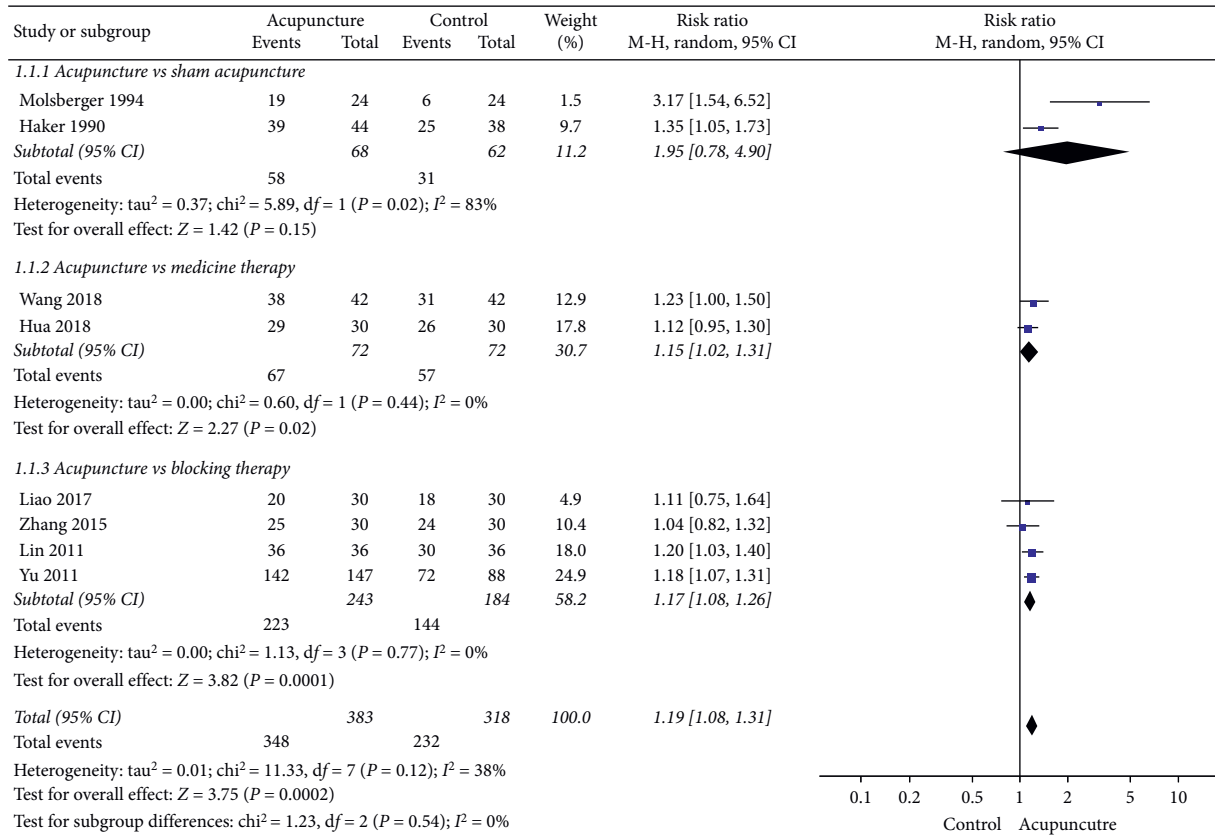 Study or subgroup Acupuncture Control Weight Risk ratio Risk ratio
Events Total Events Total (%) M-H, random, 95% CI M-H, random, 95% CI
1.1.1 Acupuncture vs sham acupuncture
Molsberger 1994 19 24 6 24 1.5 3.17 [1.54, 6.52]
Haker 1990 39 44 25 38 9.7 1.35 [1.05, 1.73]
Subtotal (95% CI) 68 62 11.2 1.95 [0.78, 4.90]
Total events 58 31
Heterogeneity: tau² = 0.37; chi² = 5.89, df = 1 (P = 0.02); I² = 83%
Test for overall effect: Z = 1.42 (P = 0.15)
1.1.2 Acupuncture vs medicine therapy
Wang 2018 38 42 31 42 12.9 1.23 [1.00, 1.50]
Hua 2018 29 30 26 30 17.8 1.12 [0.95, 1.30]
Subtotal (95% CI) 72 72 30.7 1.15 [1.02, 1.31]
Total events 67 57
Heterogeneity: tau² = 0.00; chi² = 0.60, df = 1 (P = 0.44); I² = 0%
Test for overall effect: Z = 2.27 (P = 0.02)
1.1.3 Acupuncture vs blocking therapy
Liao 2017 20 30 18 30 4.9 1.11 [0.75, 1.64]
Zhang 2015 25 30 24 30 10.4 1.04 [0.82, 1.32]
Lin 2011 36 36 30 36 18.0 1.20 [1.03, 1.40]
Yu 2011 142 147 72 88 24.9 1.18 [1.07, 1.31]
Subtotal (95% CI) 243 184 58.2 1.17 [1.08, 1.26]
Total events 223 144
Heterogeneity: tau² = 0.00; chi² = 1.13, df = 3 (P = 0.77); I² = 0%
Test for overall effect: Z = 3.82 (P = 0.0001)
Total (95% CI) 383 318 100.0 1.19 [1.08, 1.31]
Total events 348 232
Heterogeneity: tau² = 0.01; chi² = 11.33, df = 7 (P = 0.12); I² = 38%
Test for overall effect: Z = 3.75 (P = 0.0002)
Test for subgroup differences: chi² = 1.23, df = 2 (P = 0.54); I² = 0%
0.1 0.2 0.5 1 2 5 10
Control Acupuncutre